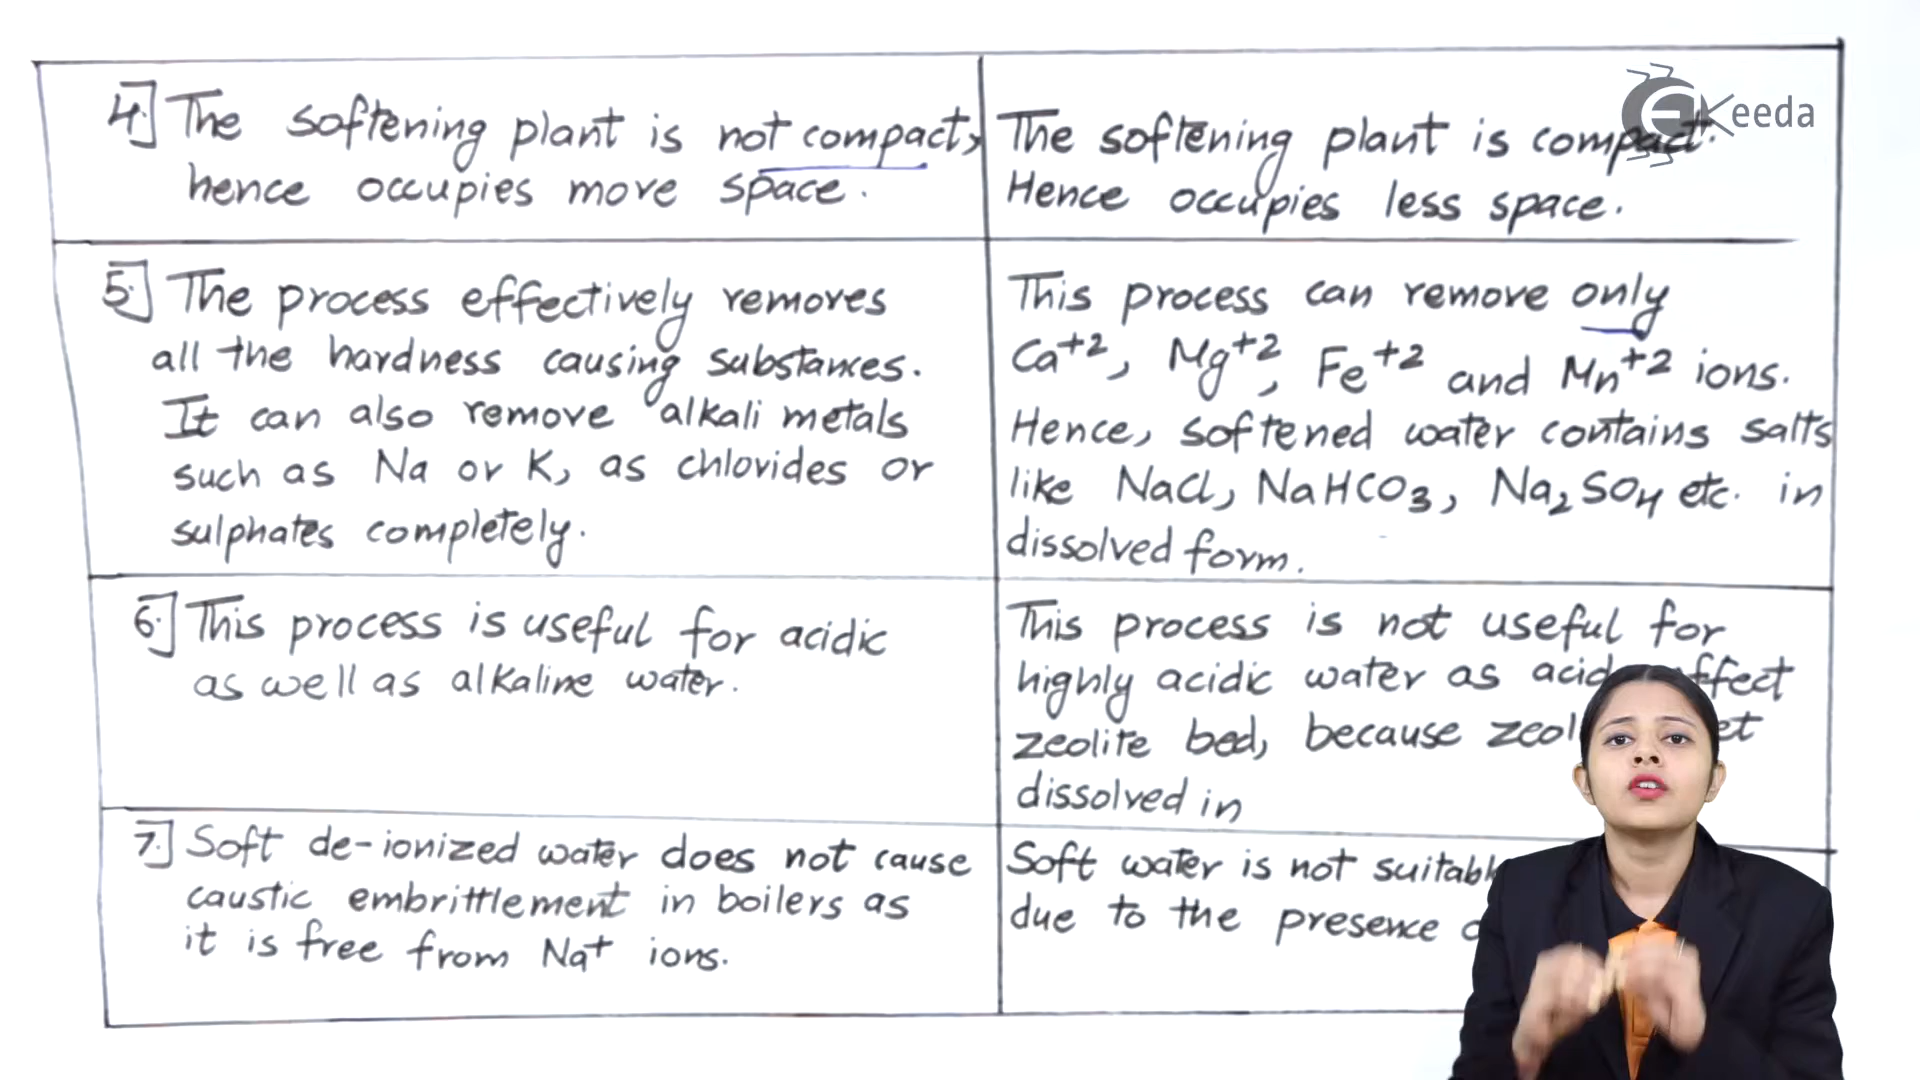 4.] The softening plant is not compact,
hence occupies move space.
The softening plant is compact.
Hence occupies less space.
EKeeda
5.] The process effectively removes
all the hardness causing substances.
It can also remove alkali metals
such as Na or K, as chlovides or
sulphates completely.
This process can remove only
Ca+2, Mg+2, Fe+2 and Mn+2 ions.
Hence, softened water contains salts
like NaCl, NaHCO3, Na2SO4 etc. in
dissolved form.
6.] This process is useful for acidic
as well as alkaline water.
This process is not useful for
highly acidic water as
zeolite bed, because
dissolved in
7.] Soft de-ionized water does not cause
caustic embrittlement in boilers as
it is free from Na+ ions.
Soft water is not
due to the presence